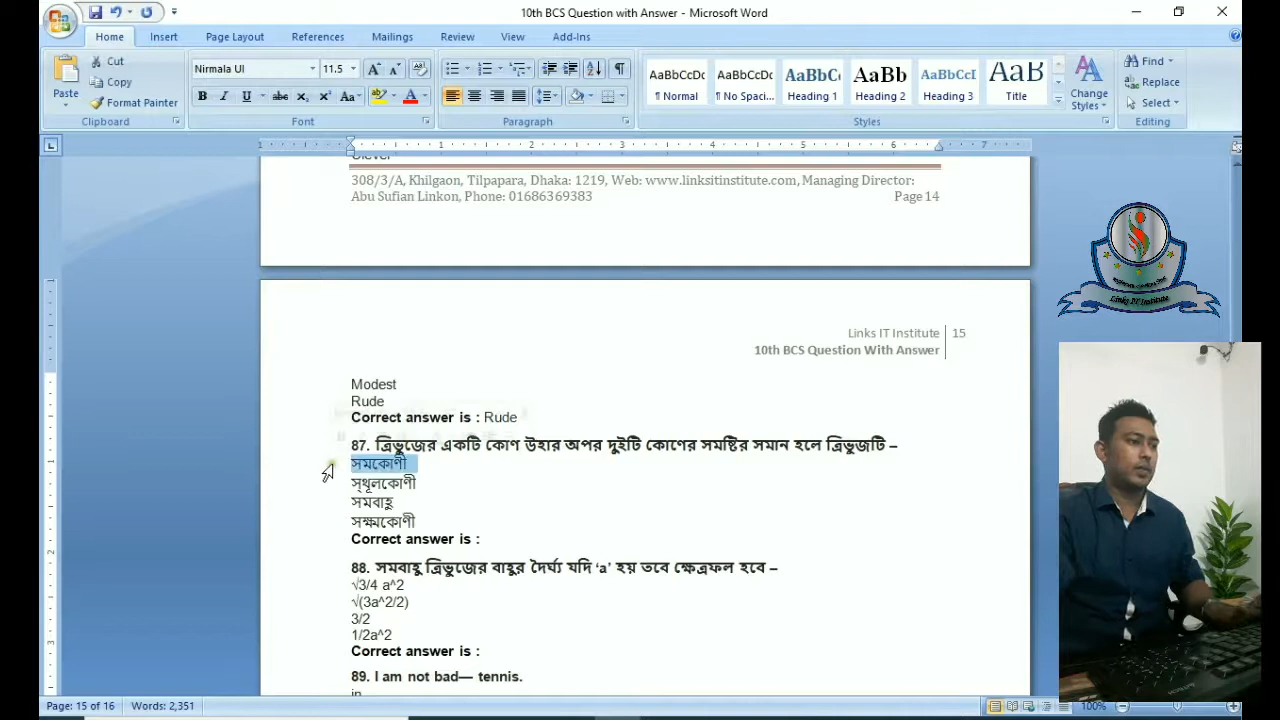 10th BCS Question with Answer - Microsoft Word
Home Insert Page Layout References Mailings Review View Add-Ins
Paste
Cut
Copy
Format Painter
Clipboard
Nirmala UI 11.5
Font
Paragraph
AaBbCcDc AaBbCcDc AaBbC( AaBb( AaBbCcI AaB
¶ Normal ¶ No Spaci... Heading 1 Heading 2 Heading 3 Title
Change Styles
Styles
Find
Replace
Select
Editing
308/3/A, Khilgaon, Tilpapara, Dhaka: 1219, Web: www.linksitinstitute.com, Managing Director:
Abu Sufian Linkon, Phone: 01686369383 Page 14
Links IT Institute 15
10th BCS Question With Answer
Modest
Rude
Correct answer is : Rude
87. ত্রিভুজের একটি কোণ উহার অপর দুইটি কোণের সমষ্টির সমান হলে ত্রিভুজটি –
সমকোণী
স্থূলকোণী
সমবাহু
সক্ষ্মকোণী
Correct answer is :
88. সমবাহু ত্রিভুজের বাহুর দৈর্ঘ্য যদি ‘a’ হয় তবে ক্ষেত্রফল হবে –
√3/4 a^2
√(3a^2/2)
3/2
1/2a^2
Correct answer is :
89. I am not bad— tennis.
in
Links IT Institute
Page: 15 of 16 Words: 2,351 100%